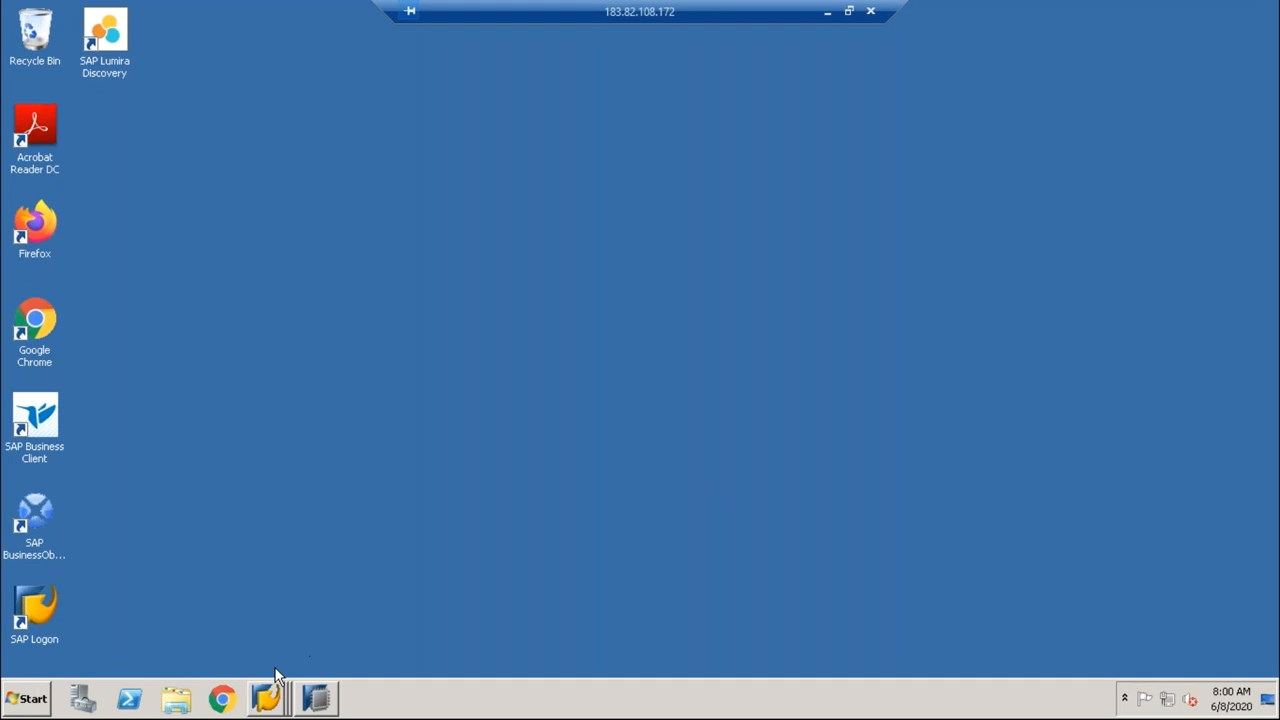 183.82.108.172
Recycle Bin
SAP Lumira
Discovery
Acrobat
Reader DC
Firefox
Google
Chrome
SAP Business
Client
SAP
BusinessOb...
SAP Logon
Start
8:00 AM
6/8/2020